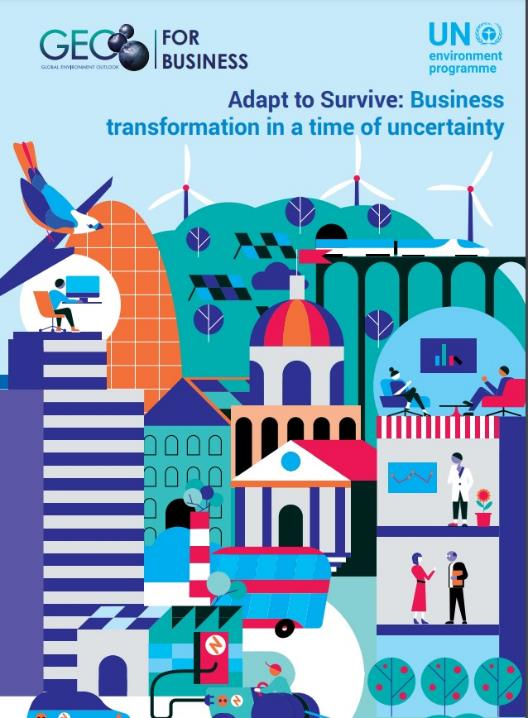 GEO
GLOBAL ENVIRONMENT OUTLOOK
FOR
BUSINESS
UN
environment
programme
Adapt to Survive: Business
transformation in a time of uncertainty